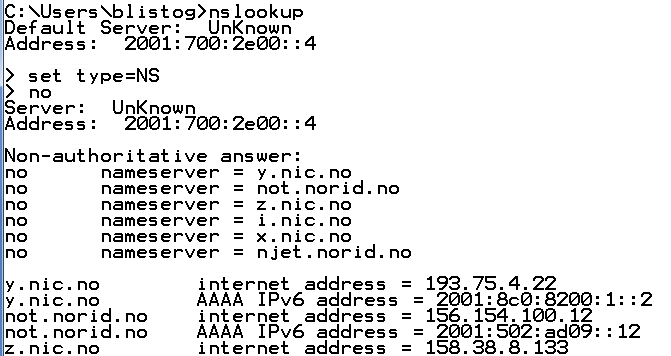 C:\Users\blistog>nslookup
Default Server:  UnKnown
Address:  2001:700:2e00::4
> set type=NS
> no
Server:  UnKnown
Address:  2001:700:2e00::4
Non-authoritative answer:
no      nameserver = y.nic.no
no      nameserver = not.norid.no
no      nameserver = z.nic.no
no      nameserver = i.nic.no
no      nameserver = x.nic.no
no      nameserver = njet.norid.no
y.nic.no        internet address = 193.75.4.22
y.nic.no        AAAA IPv6 address = 2001:8c0:8200:1::2
not.norid.no    internet address = 156.154.100.12
not.norid.no    AAAA IPv6 address = 2001:502:ad09::12
z.nic.no        internet address = 158.38.8.133